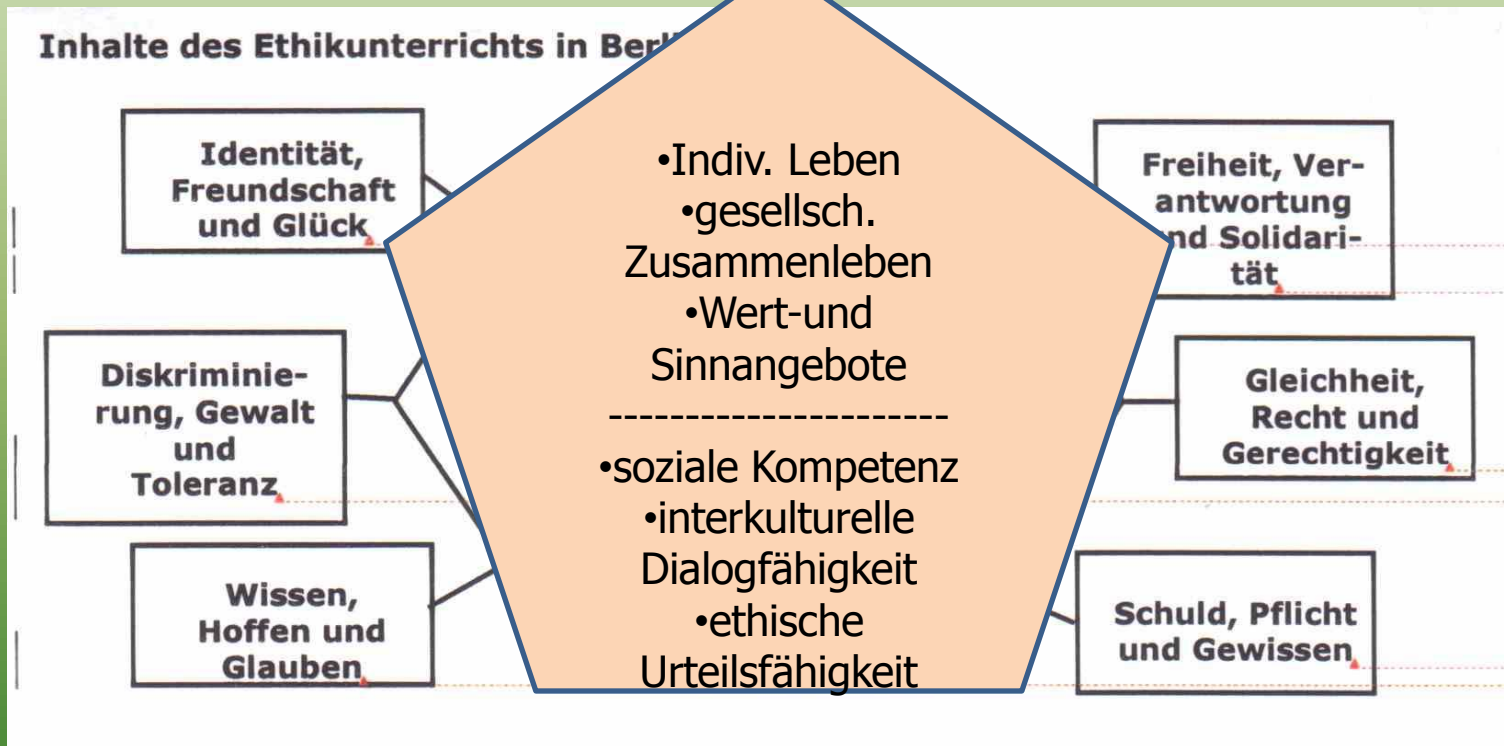 Inhalte des Ethikunterrichts in
Identität,
Freundschaft
und Glück
Diskriminie-
rung, Gewalt
und
Toleranz
Wissen,
Hoffen und
Glauben
•Indiv. Leben
•gesellsch.
Zusammenleben
•Wert-und
Sinnangebote
----------------------
•soziale Kompetenz
•interkulturelle
Dialogfähigkeit
•ethische
Urteilsfähigkeit
Freiheit, Ver-
antwortung
und Solidari-
tät
Gleichheit,
Recht und
Gerechtigkeit
Schuld, Pflicht
und Gewissen